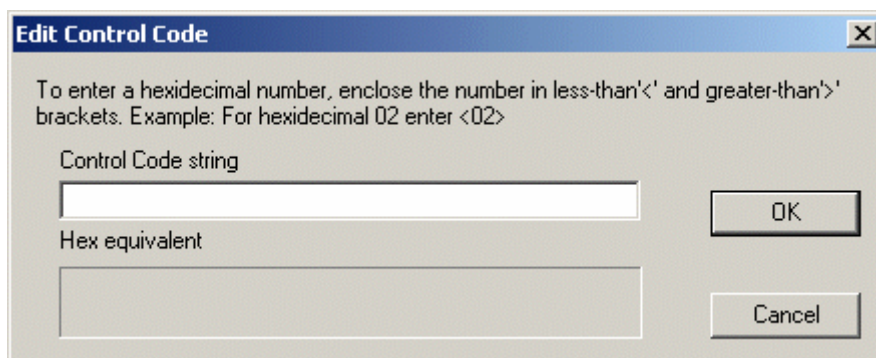 Edit Control Code
To enter a hexidecimal number, enclose the number in less-than'<' and greater-than'>'
brackets. Example: For hexidecimal 02 enter <02>
Control Code string
OK
Hex equivalent
Cancel